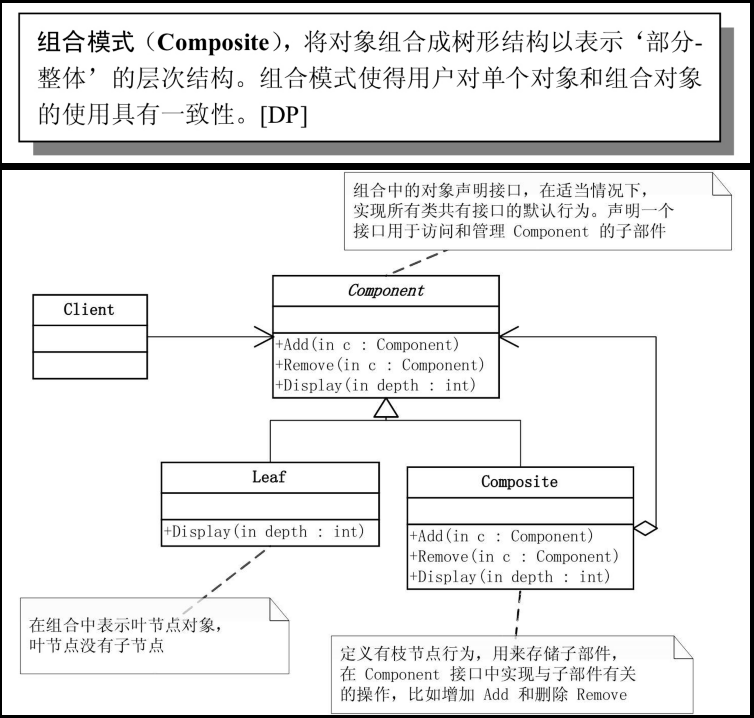 组合模式（Composite），将对象组合成树形结构以表示‘部分-
整体’的层次结构。组合模式使得用户对单个对象和组合对象
的使用具有一致性。[DP]
组合中的对象声明接口，在适当情况下，
实现所有类共有接口的默认行为。声明一个
接口用于访问和管理 Component 的子部件
Client
Component
+Add(in c : Component)
+Remove(in c : Component)
+Display(in depth : int)
Leaf
+Display(in depth : int)
Composite
+Add(in c : Component)
+Remove(in c : Component)
+Display(in depth : int)
在组合中表示叶节点对象，
叶节点没有子节点
定义有枝节点行为，用来存储子部件，
在 Component 接口中实现与子部件有关
的操作，比如增加 Add 和删除 Remove